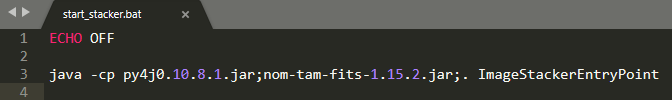 start_stacker.bat
1 ECHO OFF
2
3 java -cp py4j0.10.8.1.jar;nom-tam-fits-1.15.2.jar;. ImageStackerEntryPoint
4